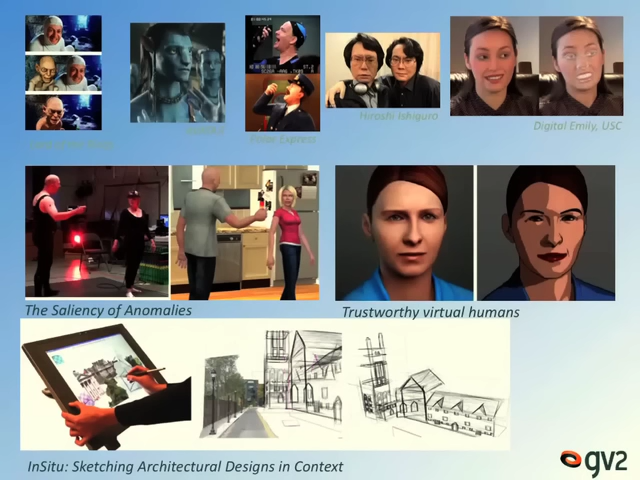 Hiroshi Ishiguro
Digital Emily, USC
The Saliency of Anomalies
Trustworthy virtual humans
InSitu: Sketching Architectural Designs in Context
gv2